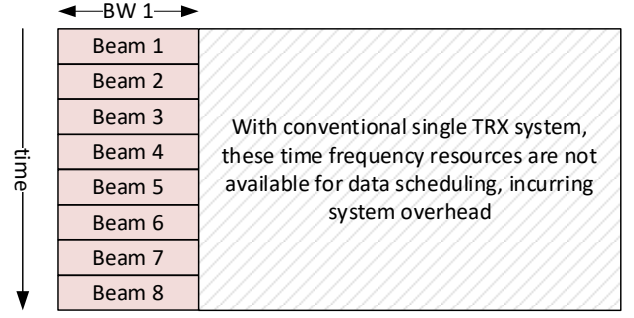 BW 1
Beam 1
Beam 2
Beam 3
Beam 4
Beam 5
Beam 6
Beam 7
Beam 8
time
With conventional single TRX system,
these time frequency resources are not
available for data scheduling, incurring
system overhead